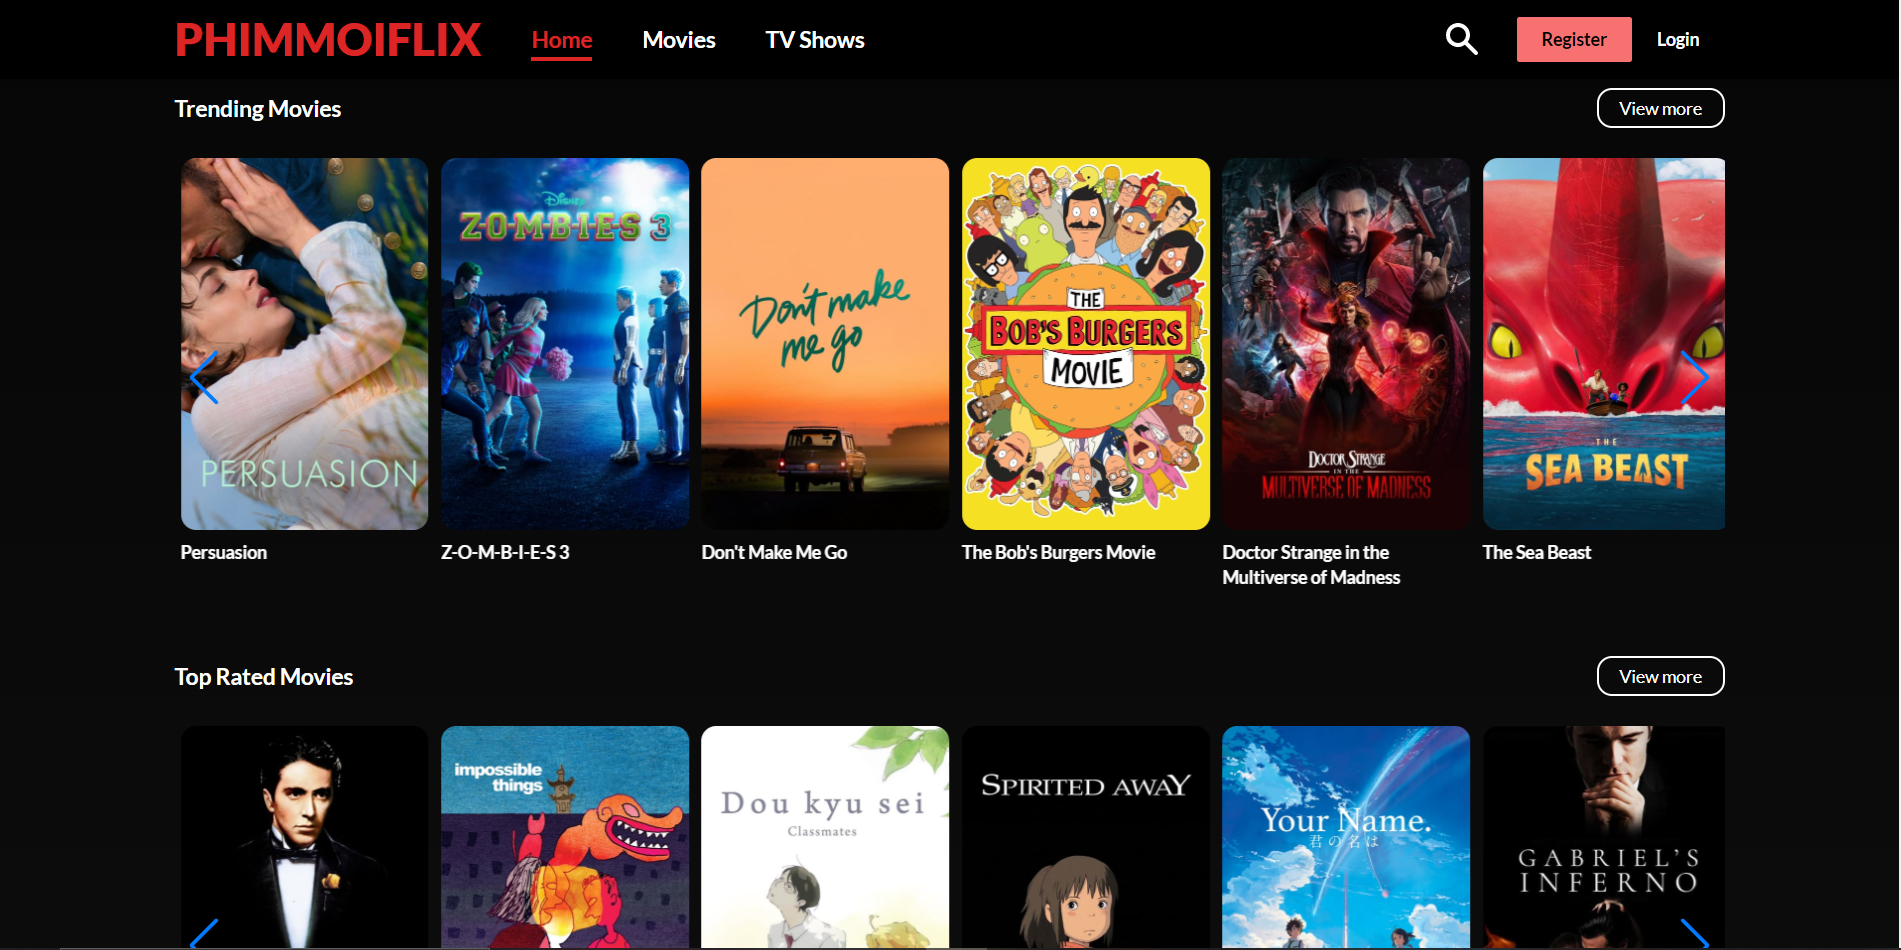 PHIMMOIFLIX
Home
Movies
TV Shows
Register
Login
Trending Movies
View more
PERSUASION
DISNEY
Z-O-M-B-I-E-S 3
Don't make
me go
THE
BOB'S BURGERS
MOVIE
DOCTOR STRANGE
IN THE
MULTIVERSE OF MADNESS
THE
SEA BEAST
Persuasion
Z-O-M-B-I-E-S 3
Don't Make Me Go
The Bob's Burgers Movie
Doctor Strange in the
Multiverse of Madness
The Sea Beast
Top Rated Movies
View more
impossible
things
Dou kyu sei
Classmates
SPIRITED AWAY
Your Name.
君の名は
GABRIEL'S
INFERNO